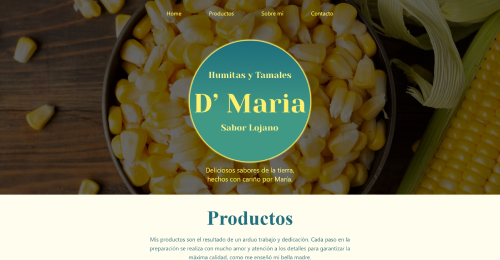 Home Productos Sobre mi Contacto
Humitas y Tamales
D' Maria
Sabor Lojano
Deliciosos sabores de la tierra,
hechos con cariño por María.
Productos
Mis productos son el resultado de un arduo trabajo y dedicación. Cada paso en la
preparación se realiza con mucho amor y atención a los detalles para garantizar la
máxima calidad, como me enseñó mi bella madre.